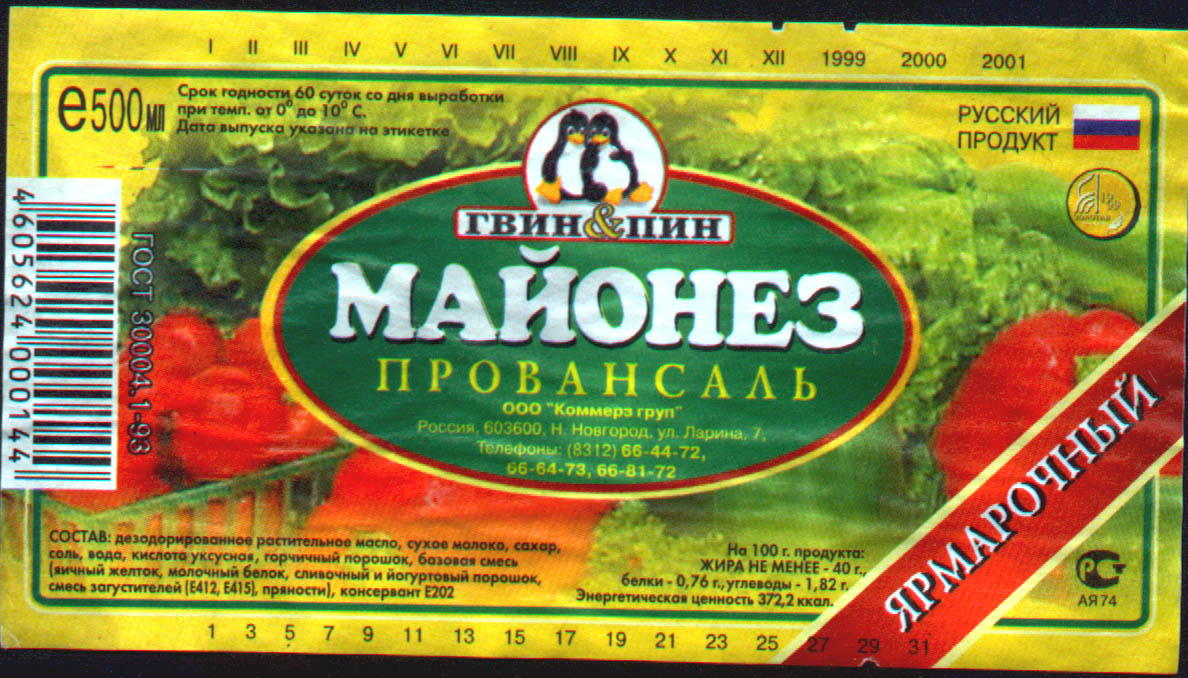 I II III IV V VI VII VIII IX X XI XII 1999 2000 2001
e500мл
Срок годности 60 суток со дня выработки
при темп. от 0° до 10° С.
Дата выпуска указана на этикетке
РУССКИЙ
ПРОДУКТ
ГВИН&ПИН
МАЙОНЕЗ
ПРОВАНСАЛЬ
ООО "Коммерз груп"
Россия, 603600, Н. Новгород, ул. Ларина, 7,
Телефоны: (8312) 66-44-72,
66-64-73, 66-81-72
4605624000144
ГОСТ 30004.1-93
ЯРМАРОЧНЫЙ
СОСТАВ: дезодорированное растительное масло, сухое молоко, сахар,
соль, вода, кислота уксусная, горчичный порошок, базовая смесь
(яичный желток, молочный белок, сливочный и йогуртовый порошок,
смесь загустителей (Е412, Е415), пряности), консервант Е202
На 100 г. продукта:
ЖИРА НЕ МЕНЕЕ - 40 г.,
белки - 0,76 г., углеводы - 1,82 г.
Энергетическая ценность 372,2 ккал.
РСТ
АЯ74
1 3 5 7 9 11 13 15 17 19 21 23 25 27 29 31